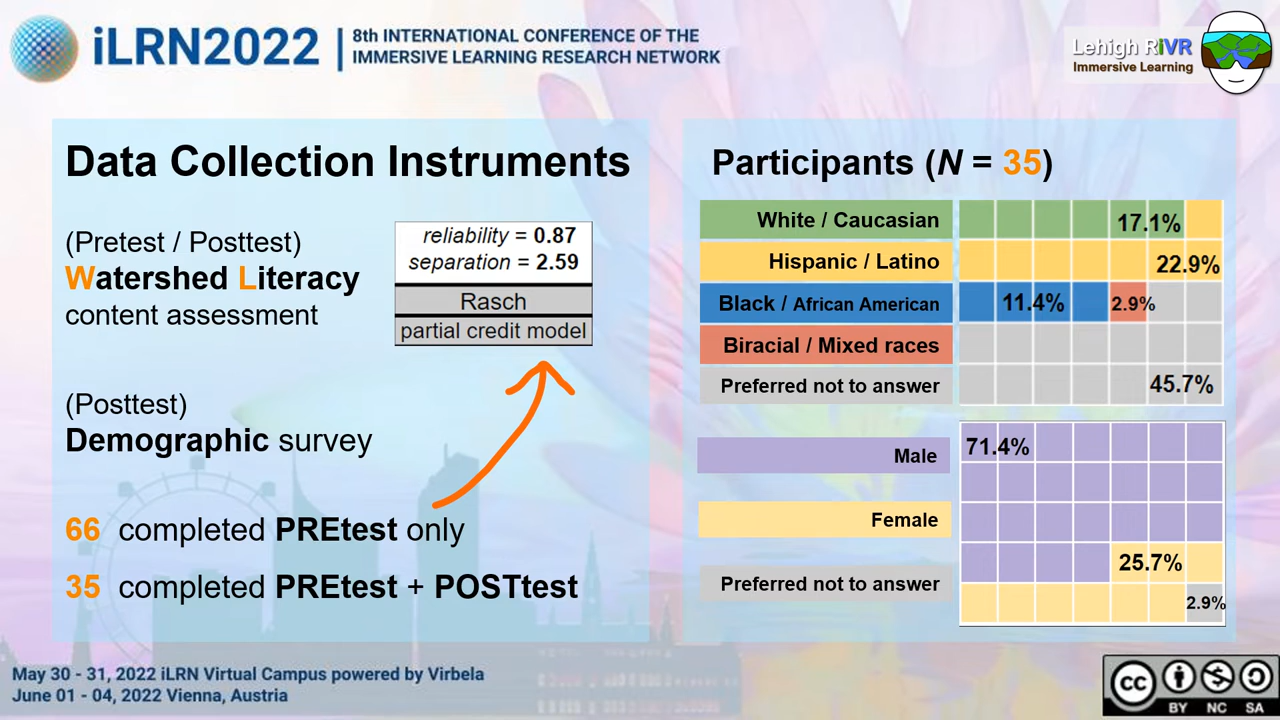 iLRN2022
8th INTERNATIONAL CONFERENCE OF THE
IMMERSIVE LEARNING RESEARCH NETWORK
Lehigh RiVR
Immersive Learning
Data Collection Instruments
(Pretest / Posttest)
Watershed Literacy
content assessment
reliability = 0.87
separation = 2.59
Rasch
partial credit model
(Posttest)
Demographic survey
66 completed PREtest only
35 completed PREtest + POSTtest
Participants (N = 35)
White / Caucasian 17.1%
Hispanic / Latino 22.9%
Black / African American 11.4% 2.9%
Biracial / Mixed races
Preferred not to answer 45.7%
Male 71.4%
Female
25.7%
Preferred not to answer
2.9%
May 30 - 31, 2022 iLRN Virtual Campus powered by Virbela
June 01 - 04, 2022 Vienna, Austria
CC
BY NC SA